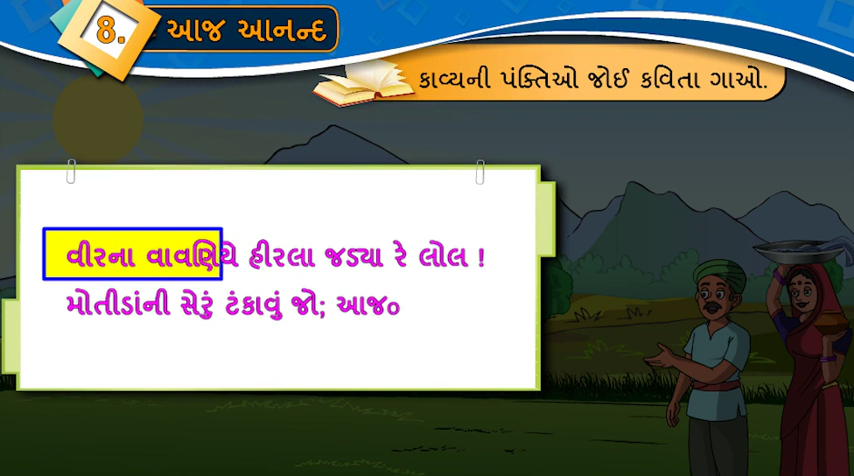 8. આજ આનન્દ
કાવ્યની પંક્તિઓ જોઈ કવિતા ગાઓ.
વીરના વાવણિયે હીરલા જડ્યા રે લોલ !
મોતીડાંની સેરું ટંકાવું જો; આજ૦